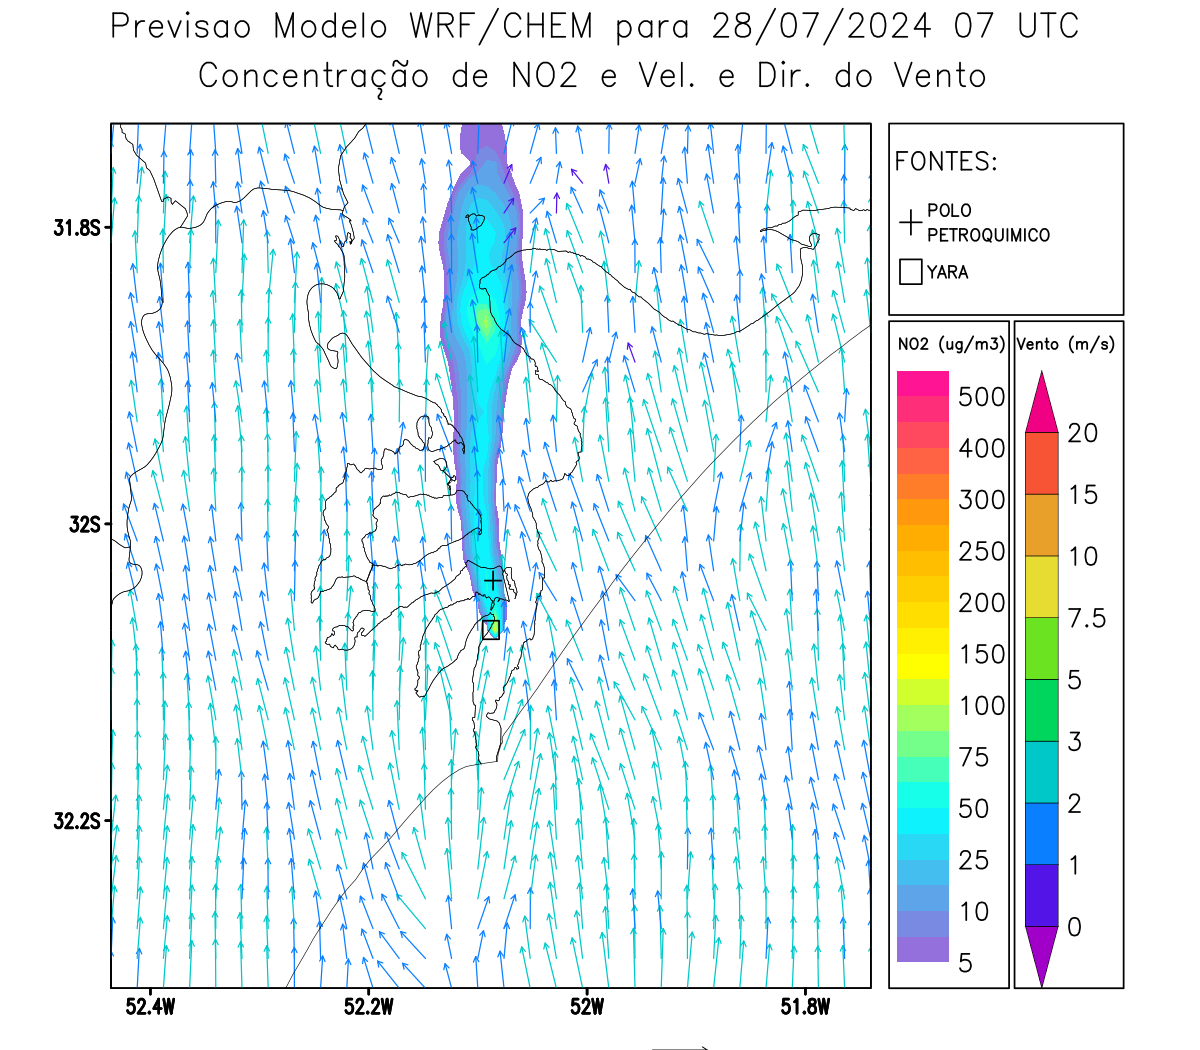 Previsao Modelo WRF/CHEM para 28/07/2024 07 UTC
Concentração de NO2 e Vel. e Dir. do Vento
FONTES:
POLO
PETROQUIMICO
YARA
NO2 (ug/m3)
500
400
300
250
200
150
100
75
50
25
10
5
Vento (m/s)
20
15
10
7.5
5
3
2
1
0
31.8S
32S
32.2S
52.4W
52.2W
52W
51.8W